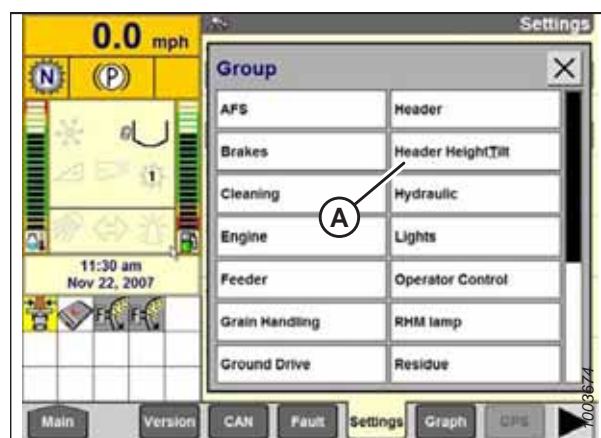 0.0 mph
Settings
N
P
Group
AFS
Header
Brakes
Header Height\Tilt
Cleaning
Hydraulic
A
Engine
Lights
Feeder
Operator Control
Grain Handling
RHM lamp
Ground Drive
Residue
1
11:30 am
Nov 22, 2007
Main
Version
CAN
Fault
Settings
Graph
GPS
1003674